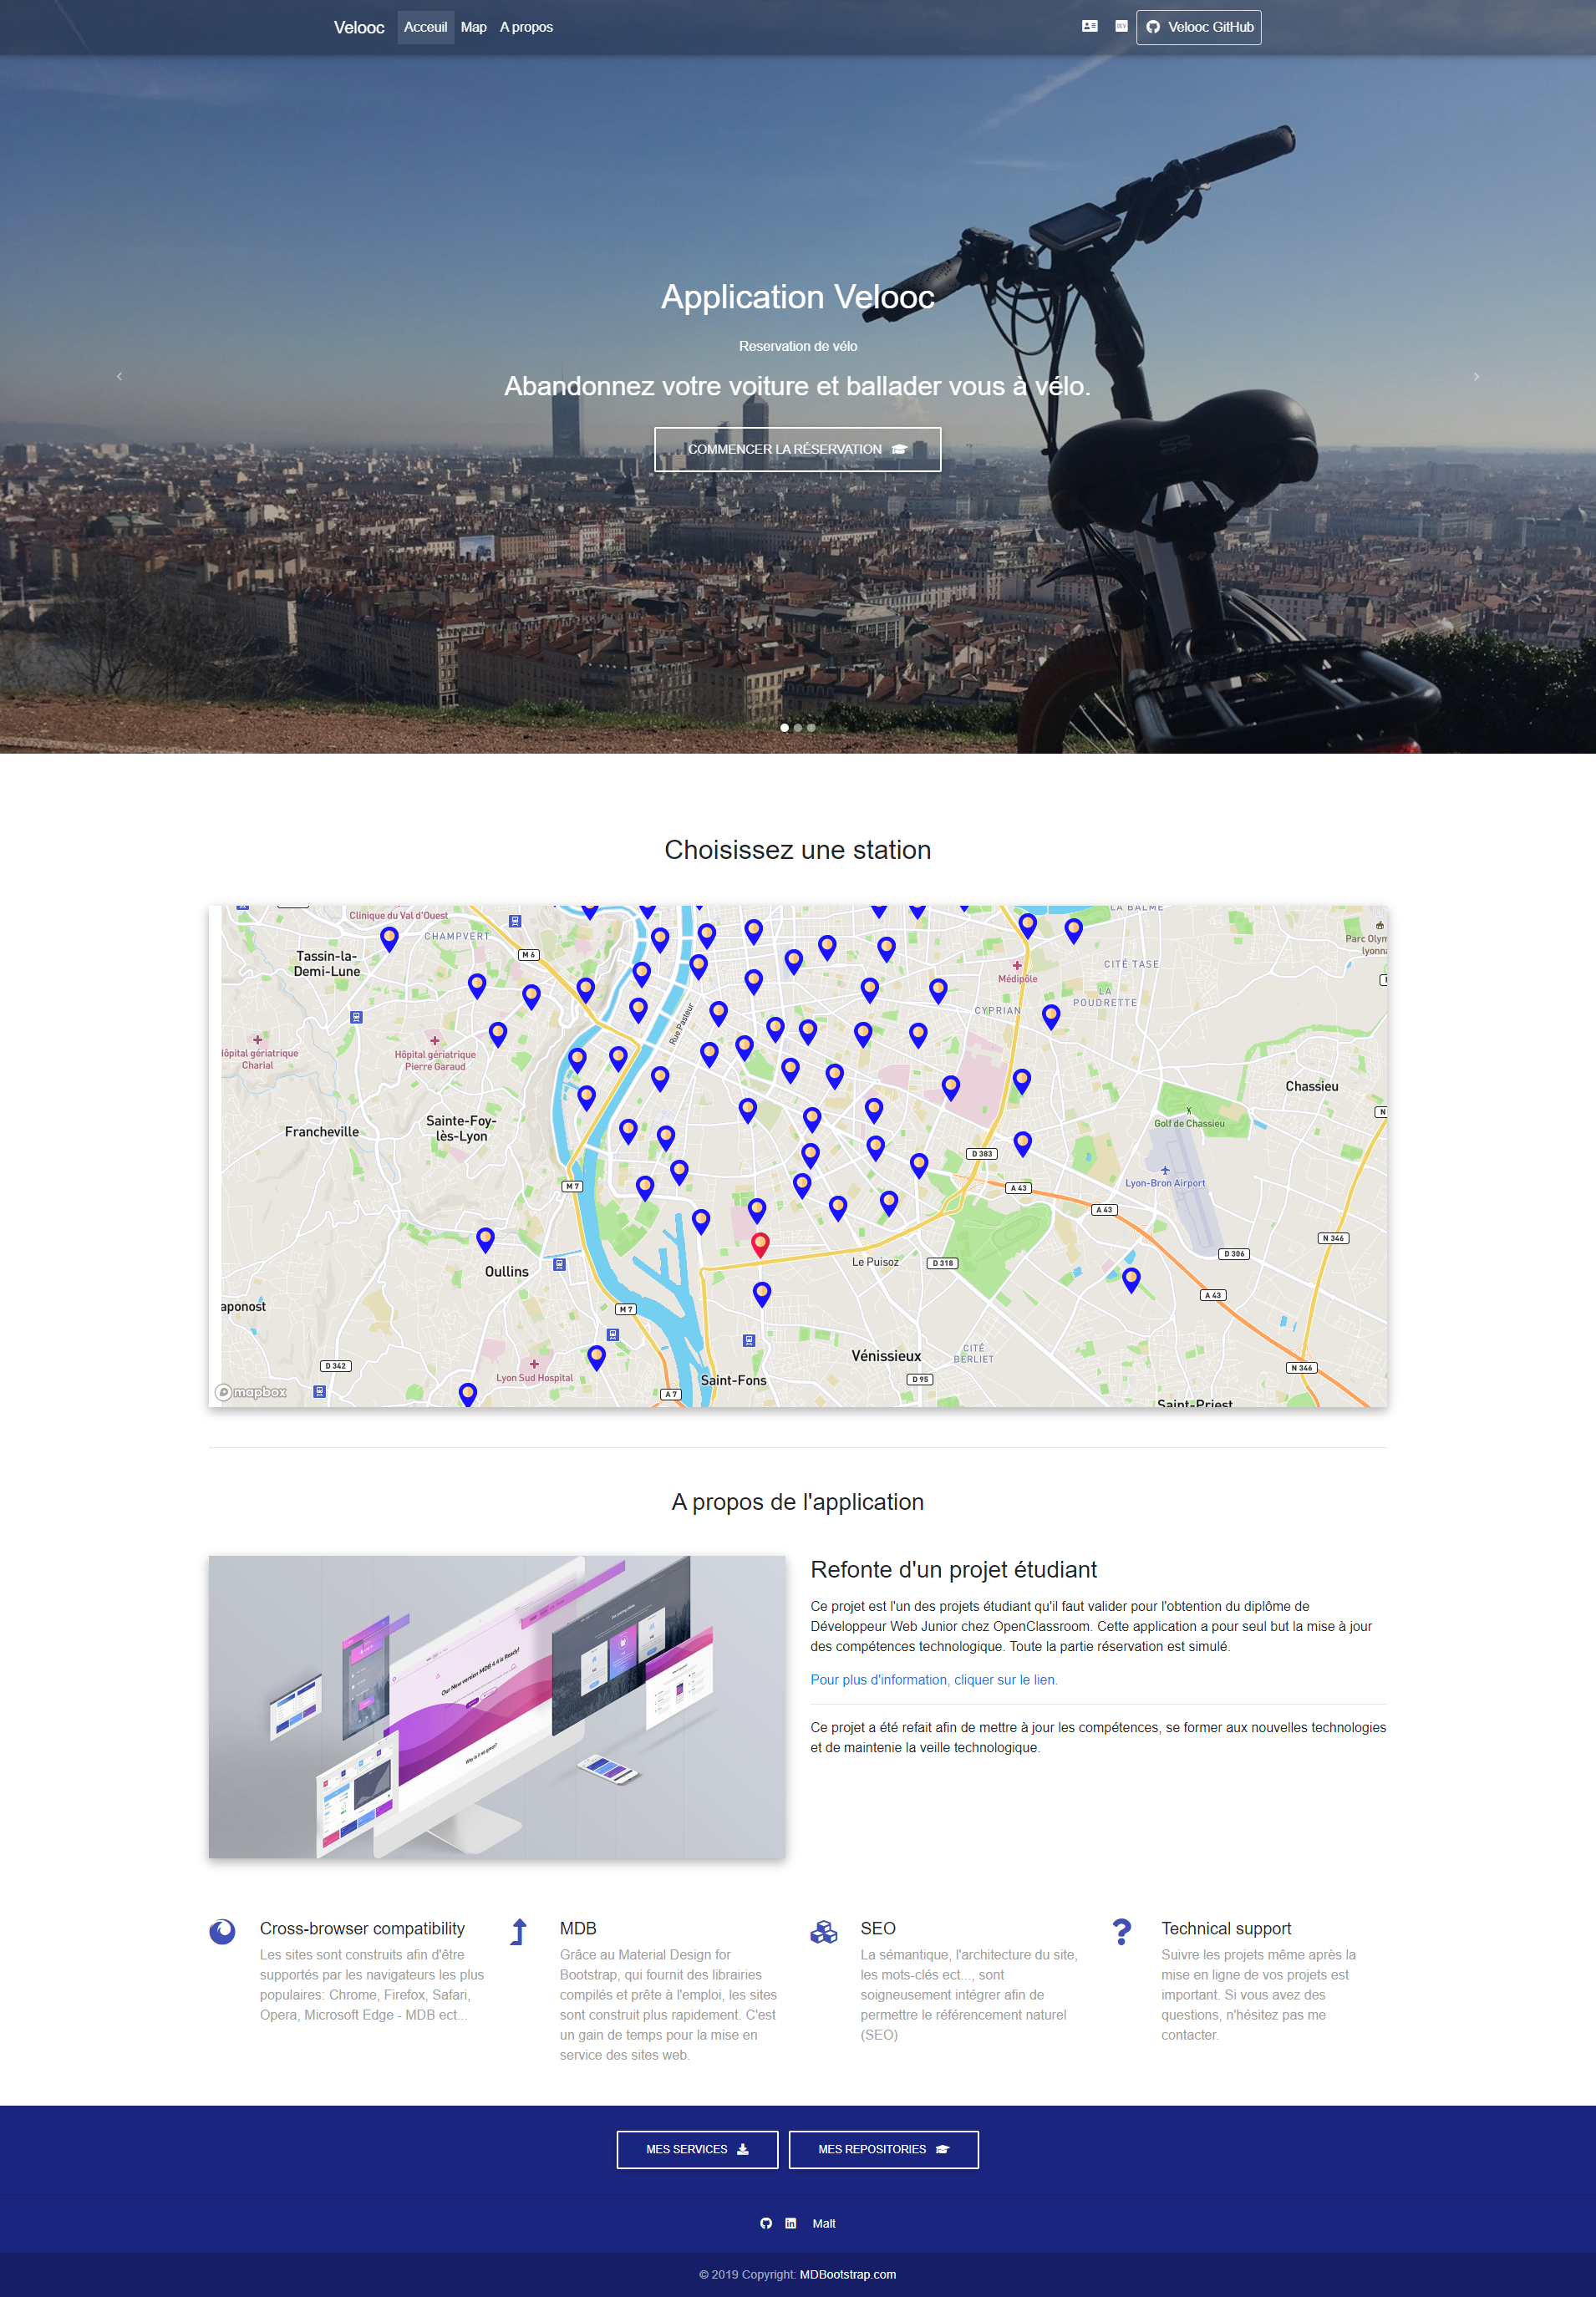 Velooc Acceuil Map A propos Velooc GitHub
Application Velooc
Reservation de vélo
Abandonnez votre voiture et ballader vous à vélo.
COMMENCER LA RÉSERVATION
Choisissez une station
Clinique du Val d'Ouest
CHAMPVERT
M 6
Tassin-la-
Demi-Lune
LA BALME
Parc Olym
lyonna
CITÉ TASE
Médipôle
LA
POUDRETTE
CYPRIAN
Rue Pasteur
Hôpital gériatrique
Charial
Hôpital gériatrique
Pierre Garaud
Chassieu
N
Francheville
Sainte-Foy-
lès-Lyon
Golf de Chassieu
D 383
Lyon-Bron Airport
M 7
A 43
A 43
N 346
D 306
Le Puisoz
D 318
Oullins
A 43
aponost
M 7
Vénissieux
CITÉ
BERLIET
D 342
N 346
Lyon Sud Hospital
Saint-Fons
D 95
A 7
Saint-Priest
mapbox
A propos de l'application
Our New version MDB 4.4 is Ready!
Why is it so great?
Refonte d'un projet étudiant
Ce projet est l'un des projets étudiant qu'il faut valider pour l'obtention du diplôme de
Développeur Web Junior chez OpenClassroom. Cette application a pour seul but la mise à jour
des compétences technologique. Toute la partie réservation est simulé.
Pour plus d'information, cliquer sur le lien.
Ce projet a été refait afin de mettre à jour les compétences, se former aux nouvelles technologies
et de maintenie la veille technologique.
Cross-browser compatibility
Les sites sont construits afin d'être
supportés par les navigateurs les plus
populaires: Chrome, Firefox, Safari,
Opera, Microsoft Edge - MDB ect...
MDB
Grâce au Material Design for
Bootstrap, qui fournit des librairies
compilés et prête à l'emploi, les sites
sont construit plus rapidement. C'est
un gain de temps pour la mise en
service des sites web.
SEO
La sémantique, l'architecture du site,
les mots-clés ect..., sont
soigneusement intégrer afin de
permettre le référencement naturel
(SEO)
Technical support
Suivre les projets même après la
mise en ligne de vos projets est
important. Si vous avez des
questions, n'hésitez pas me
contacter.
MES SERVICES
MES REPOSITORIES
Malt
© 2019 Copyright: MDBootstrap.com